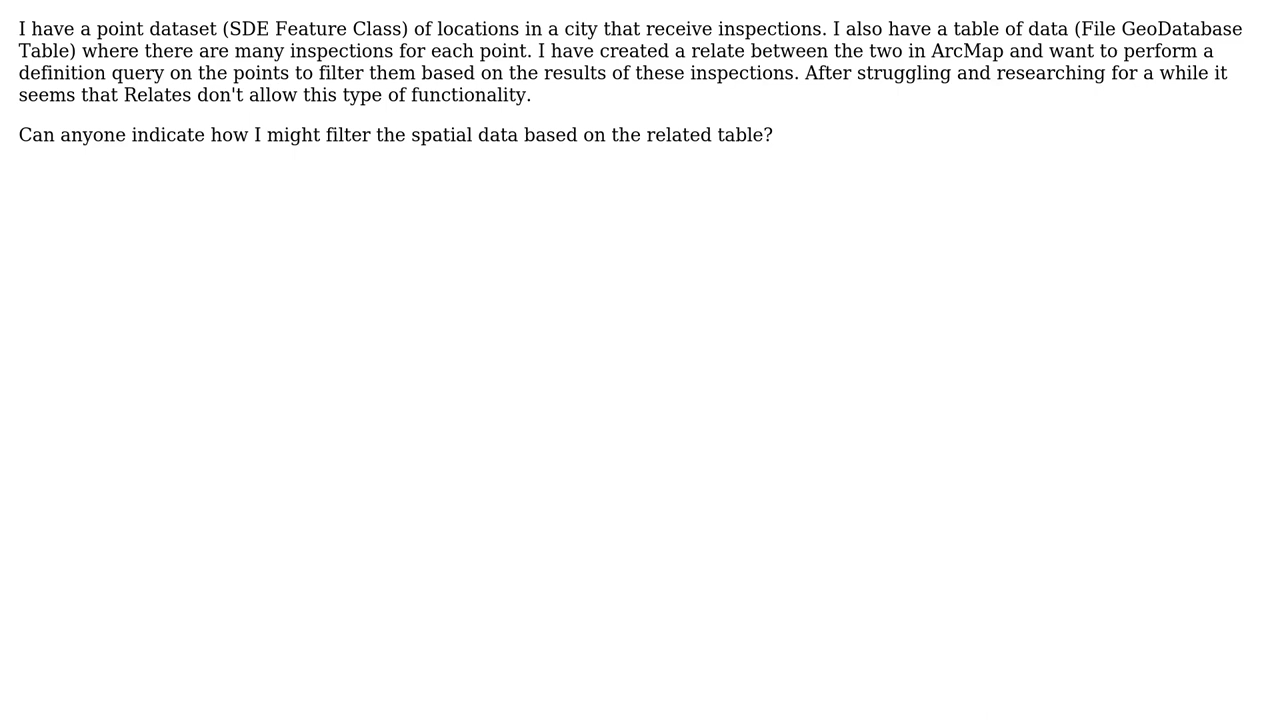 I have a point dataset (SDE Feature Class) of locations in a city that receive inspections. I also have a table of data (File GeoDatabase
Table) where there are many inspections for each point. I have created a relate between the two in ArcMap and want to perform a
definition query on the points to filter them based on the results of these inspections. After struggling and researching for a while it
seems that Relates don't allow this type of functionality.
Can anyone indicate how I might filter the spatial data based on the related table?